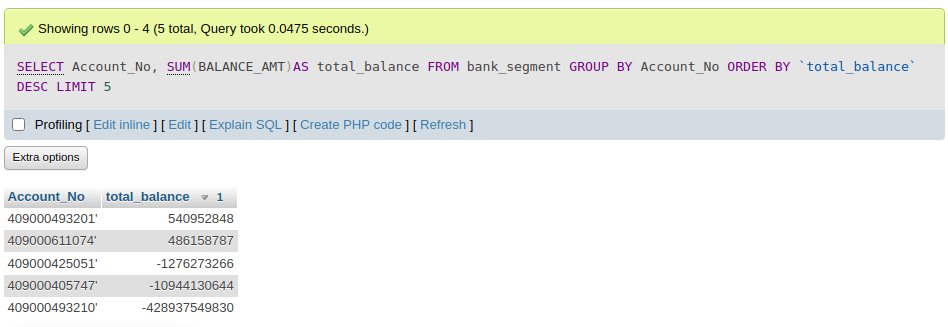 Showing rows 0 - 4 (5 total, Query took 0.0475 seconds.)
SELECT Account_No, SUM(BALANCE_AMT)AS total_balance FROM bank_segment GROUP BY Account_No ORDER BY `total_balance`
DESC LIMIT 5
Profiling [ Edit inline ] [ Edit ] [ Explain SQL ] [ Create PHP code ] [ Refresh ]
Extra options
Account_No total_balance 1
409000493201' 540952848
409000611074' 486158787
409000425051' -1276273266
409000405747' -10944130644
409000493210' -428937549830